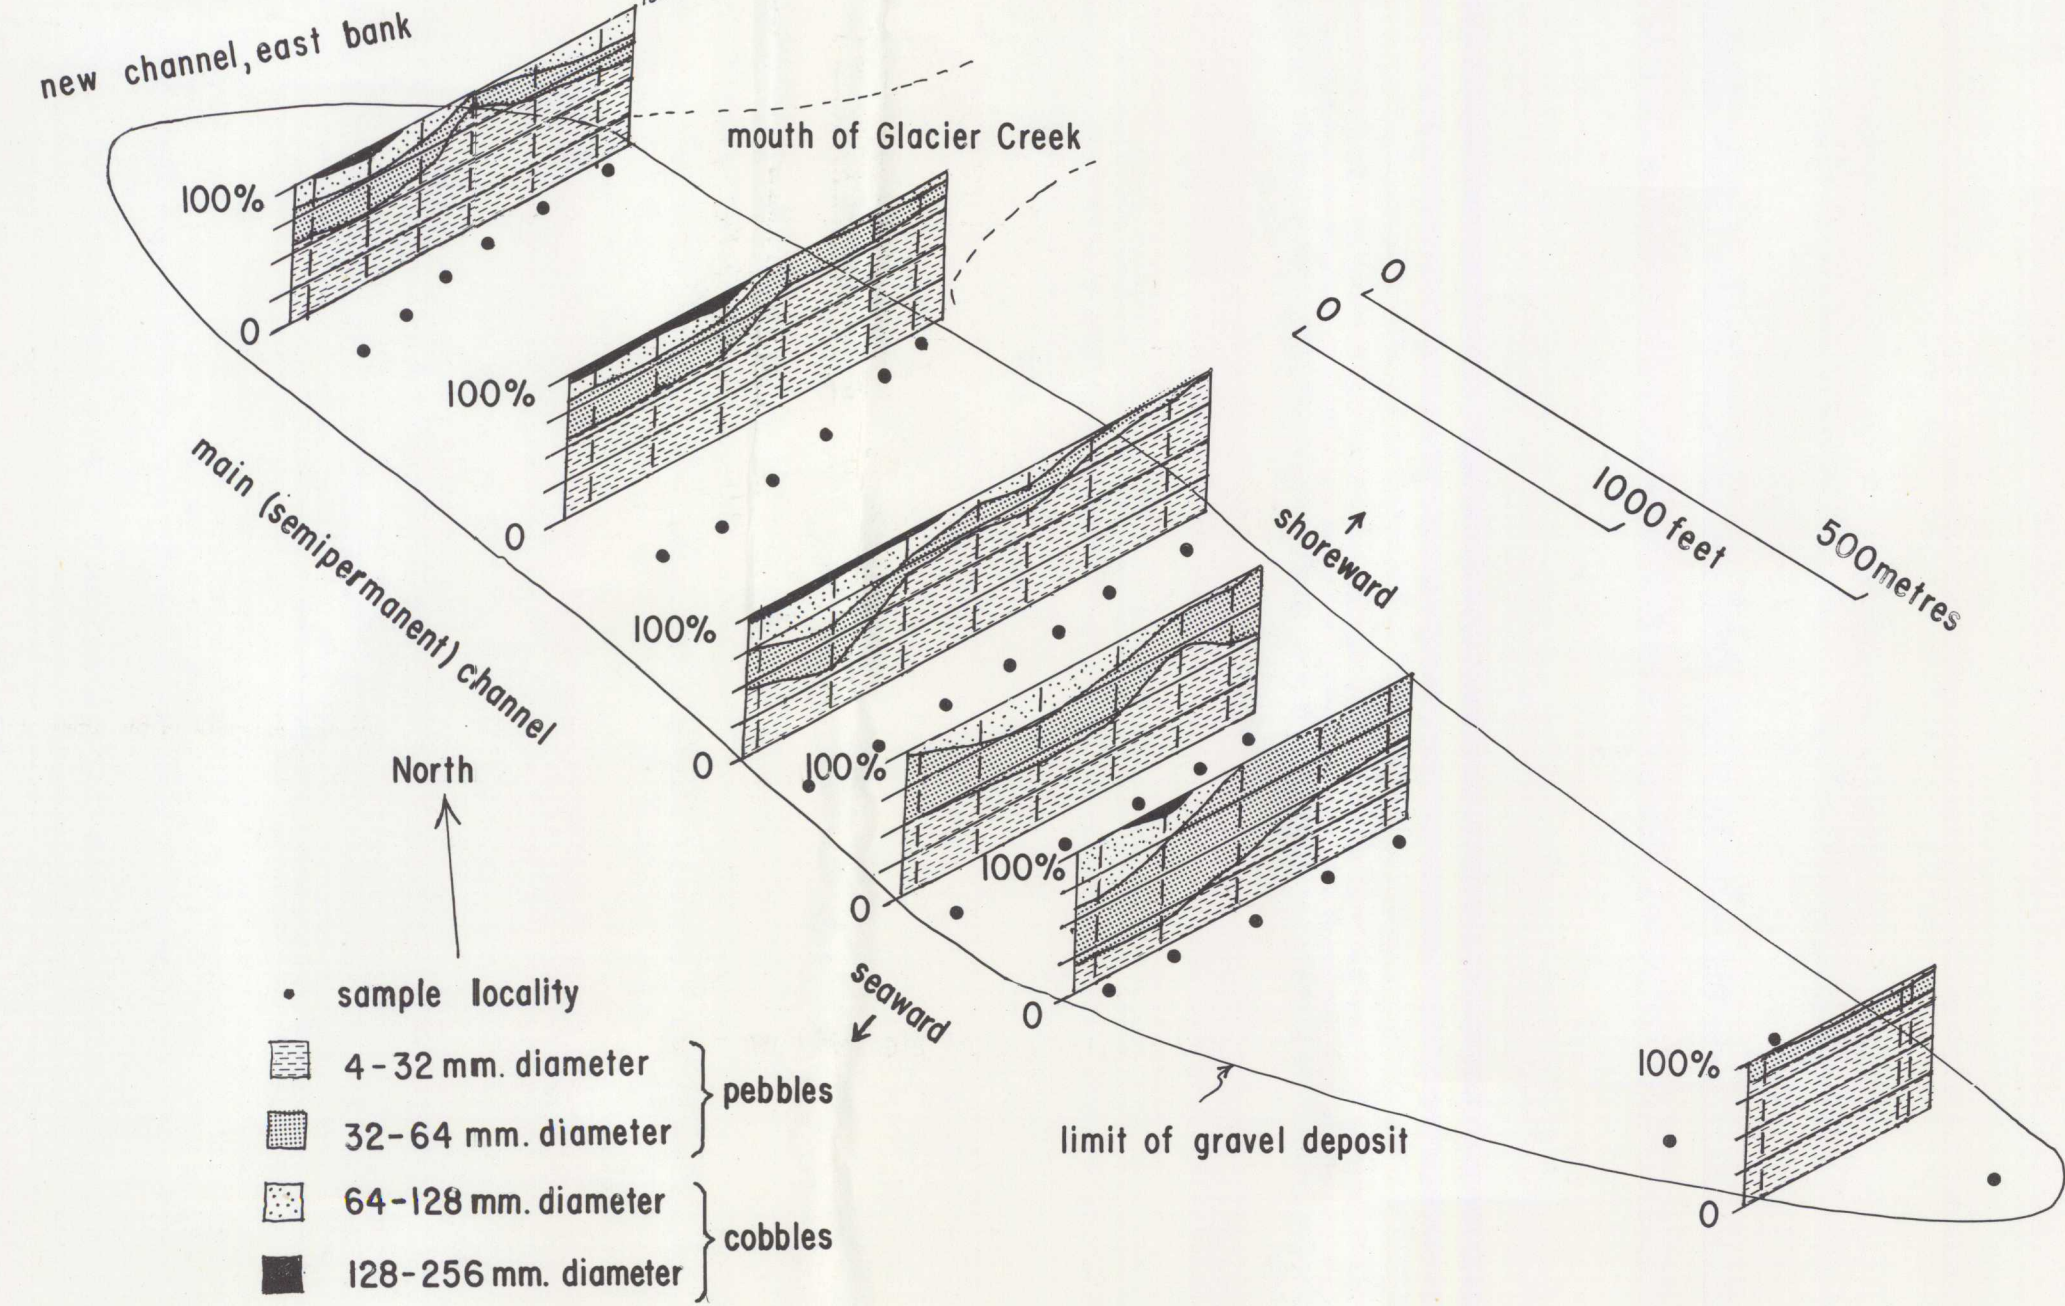 new channel, east bank
mouth of Glacier Creek
100%
0
100%
0
0
0
1000 feet
500 metres
main (semipermanent) channel
shoreward
100%
0
100%
0
100%
0
North
seaward
100%
0
limit of gravel deposit
sample locality
4-32 mm. diameter
32-64 mm. diameter
pebbles
64-128 mm. diameter
128-256 mm. diameter
cobbles